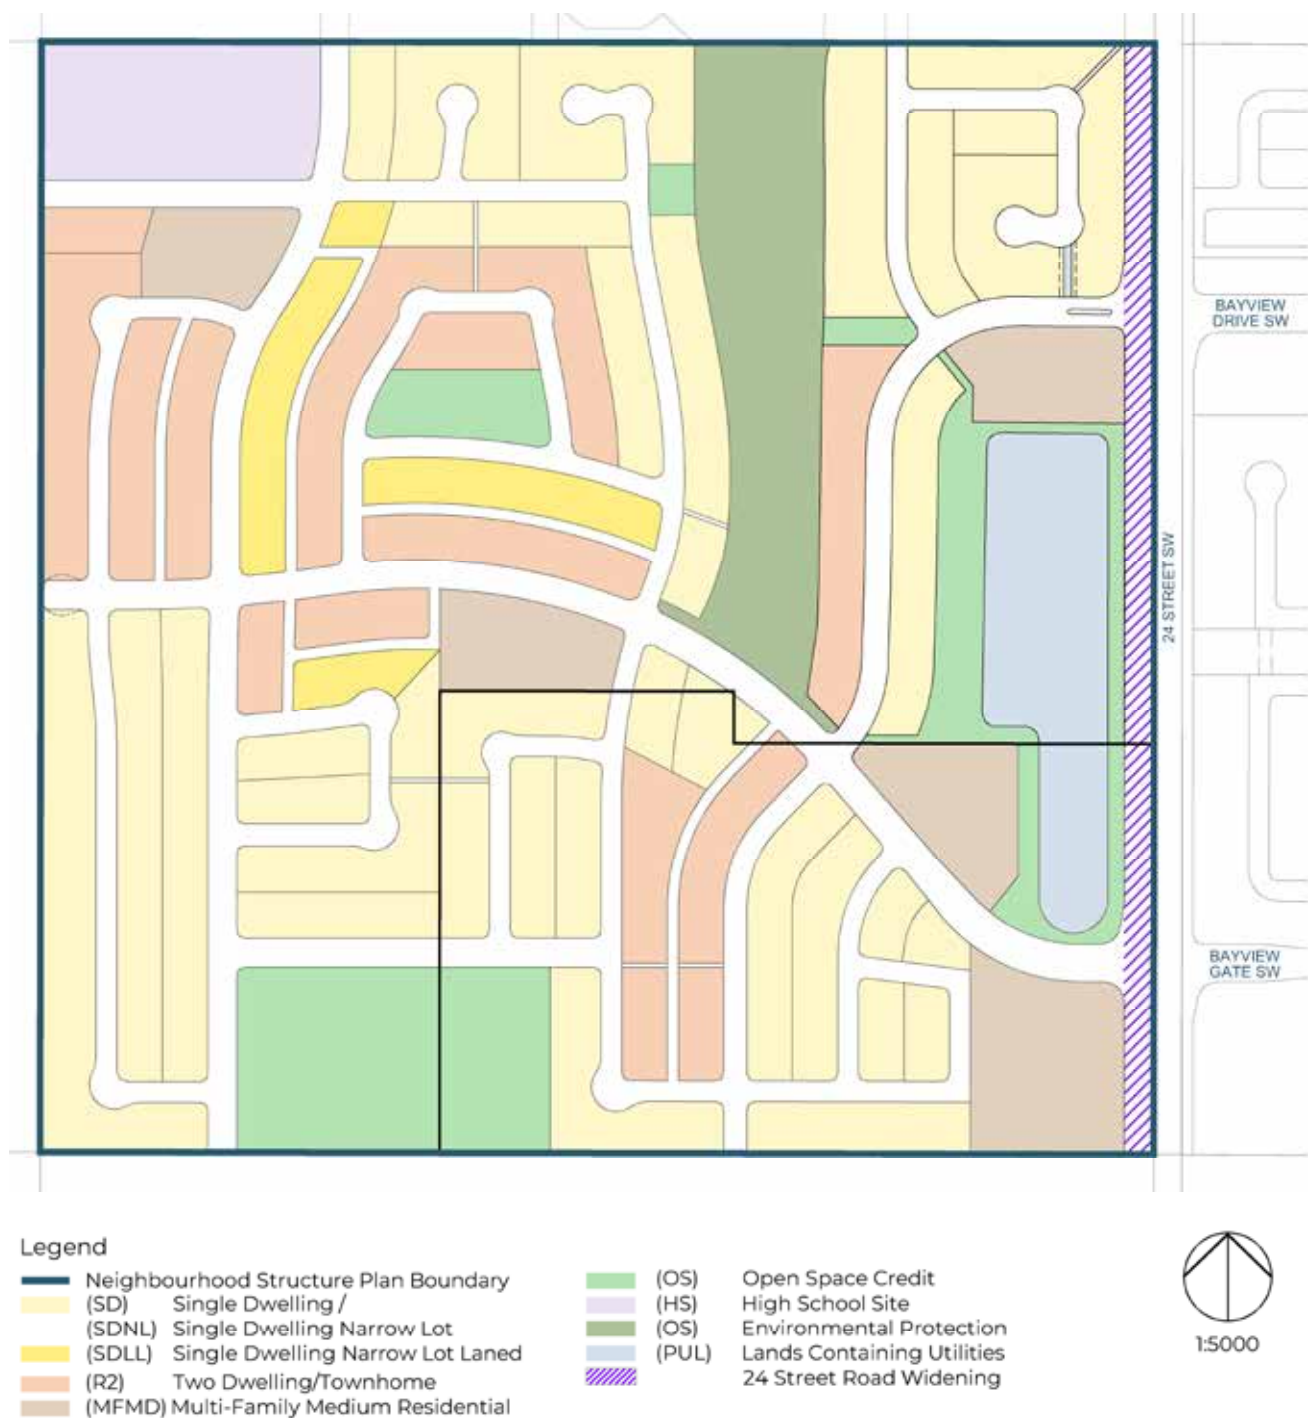 BAYVIEW
DRIVE SW
24 STREET SW
BAYVIEW
GATE SW
Legend
Neighbourhood Structure Plan Boundary
(SD) Single Dwelling /
(SDNL) Single Dwelling Narrow Lot
(SDLL) Single Dwelling Narrow Lot Laned
(R2) Two Dwelling/Townhome
(MFMD) Multi-Family Medium Residential
(OS) Open Space Credit
(HS) High School Site
(OS) Environmental Protection
(PUL) Lands Containing Utilities
24 Street Road Widening
1:5000